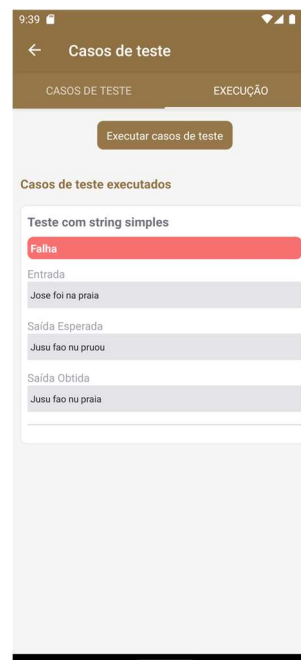 9:39
Casos de teste
CASOS DE TESTE
EXECUÇÃO
Executar casos de teste
Casos de teste executados
Teste com string simples
Falha
Entrada
Jose foi na praia
Saída Esperada
Jusu fao nu pruou
Saída Obtida
Jusu fao nu praia